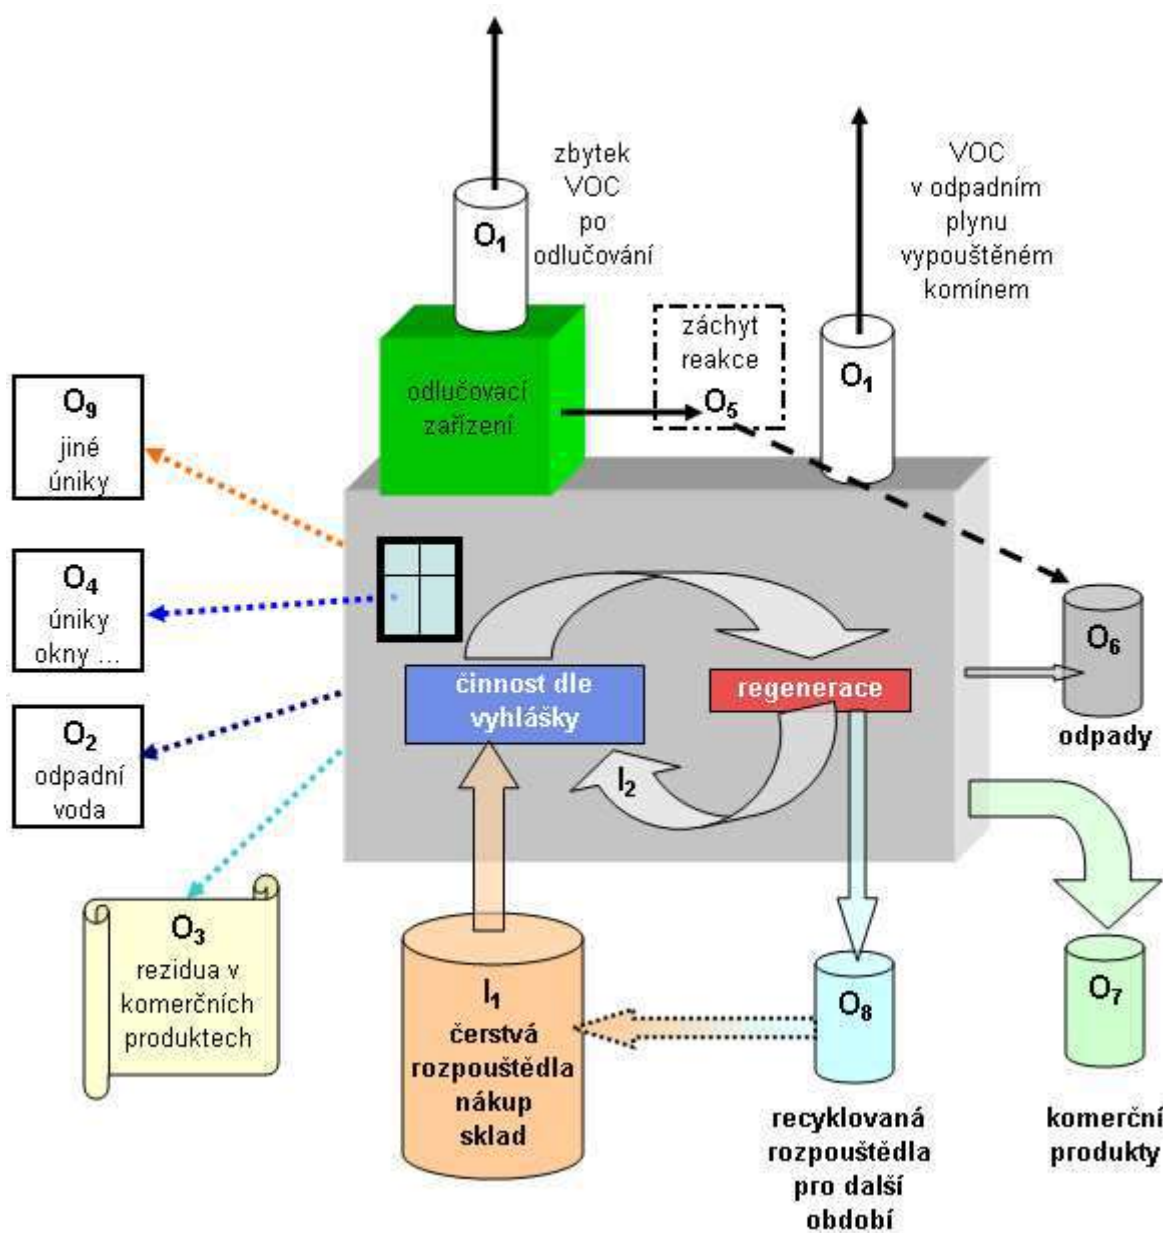 zbytek
VOC
po
odlučování
O₁
VOC
v odpadním
plynu
vypouštěném
komínem
O₁
záchyt
reakce
O₅
odlučovací
zařízení
O₉
jiné
úniky
O₄
úniky
okny ...
O₂
odpadní
voda
O₃
rezidua v
komerčních
produktech
činnost dle
vyhlášky
regenerace
I₂
O₆
odpady
I₁
čerstvá
rozpouštědla
nákup
sklad
O₈
recyklovaná
rozpouštědla
pro další
období
O₇
komerční
produkty